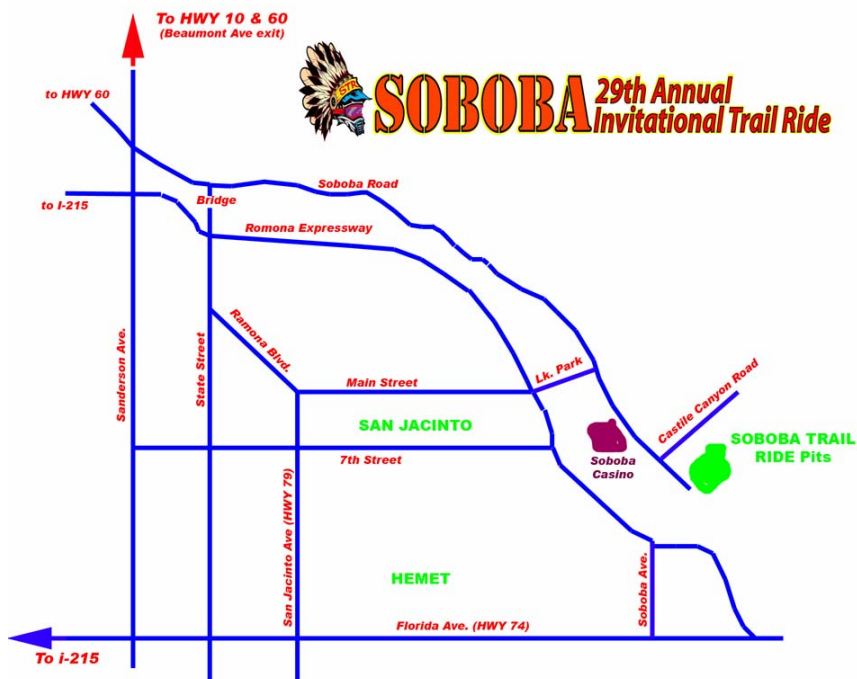 To HWY 10 & 60
(Beaumont Ave exit)
to HWY 60
STR
SOBOBA
29th Annual
Invitational Trail Ride
Soboba Road
to I-215
Bridge
Romona Expressway
Sanderson Ave.
State Street
Ramona Blvd.
Main Street
Lk. Park
Castile Canyon Road
SAN JACINTO
7th Street
Soboba
Casino
SOBOBA TRAIL
RIDE Pits
San Jacinto Ave (HWY 79)
HEMET
Soboba Ave.
Florida Ave. (HWY 74)
To i-215